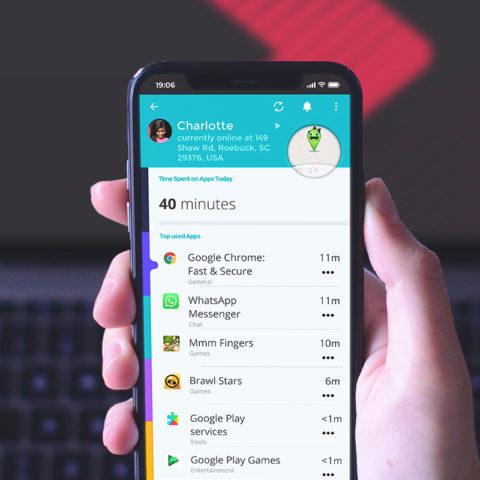 19:06
Charlotte
currently online at 149
Shaw Rd, Roebuck, SC
29376, USA
Google
Time Spent on Apps Today
40 minutes
Top used Apps
Google Chrome: 11m
Fast & Secure
General
WhatsApp 11m
Messenger
Chat
Mmm Fingers 10m
Games
Brawl Stars 6m
Games
Google Play <1m
services
Tools
Google Play Games <1m
Entertainment